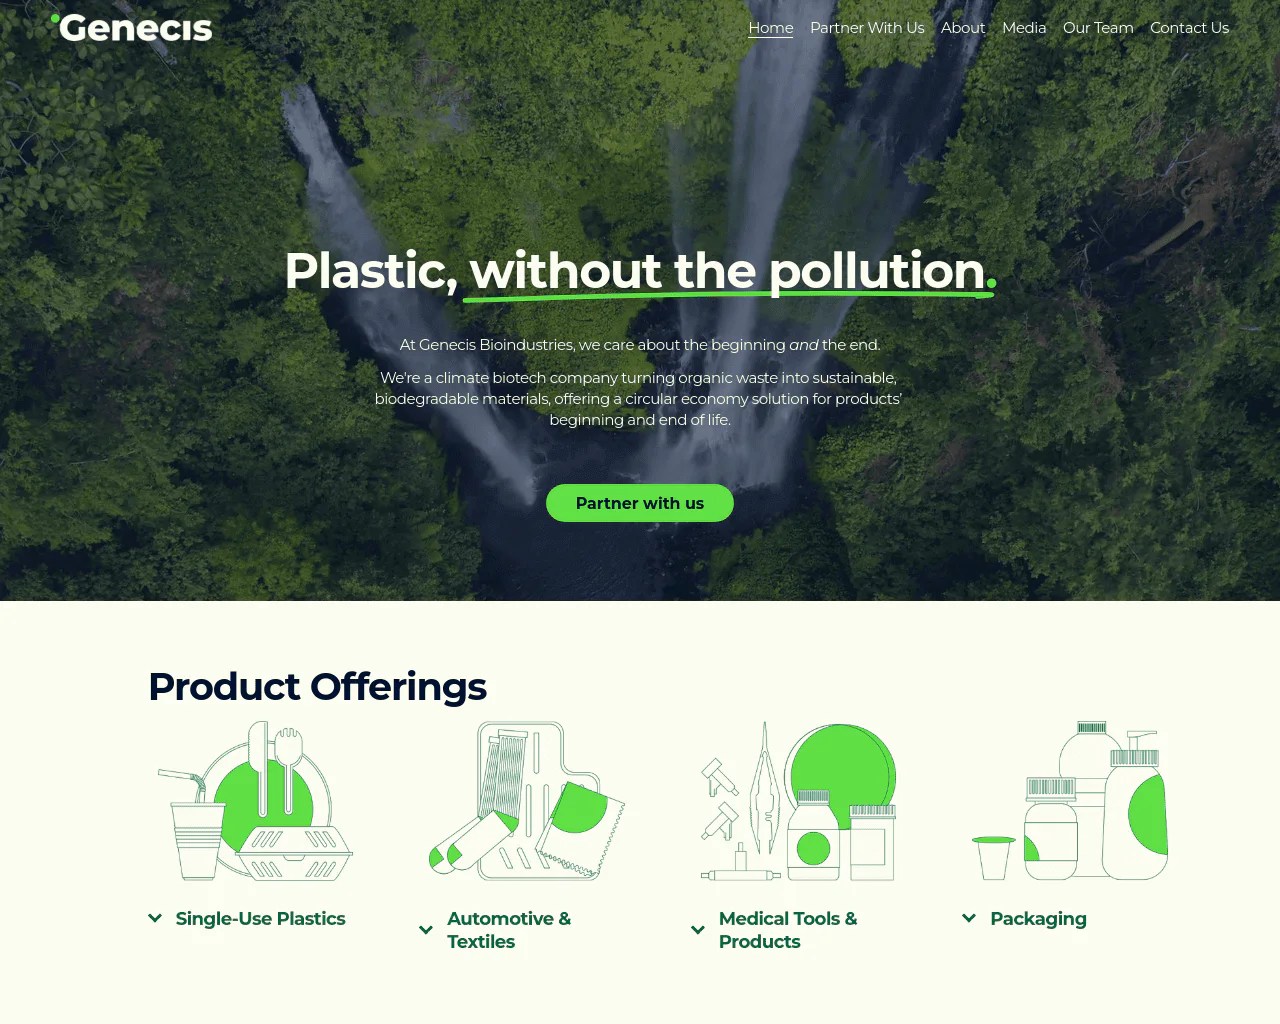 Genecis
Home Partner With Us About Media Our Team Contact Us
Plastic, without the pollution.
At Genecis Bioindustries, we care about the beginning and the end.
We're a climate biotech company turning organic waste into sustainable,
biodegradable materials, offering a circular economy solution for products'
beginning and end of life.
Partner with us
Product Offerings
Single-Use Plastics
Automotive &
Textiles
Medical Tools &
Products
Packaging